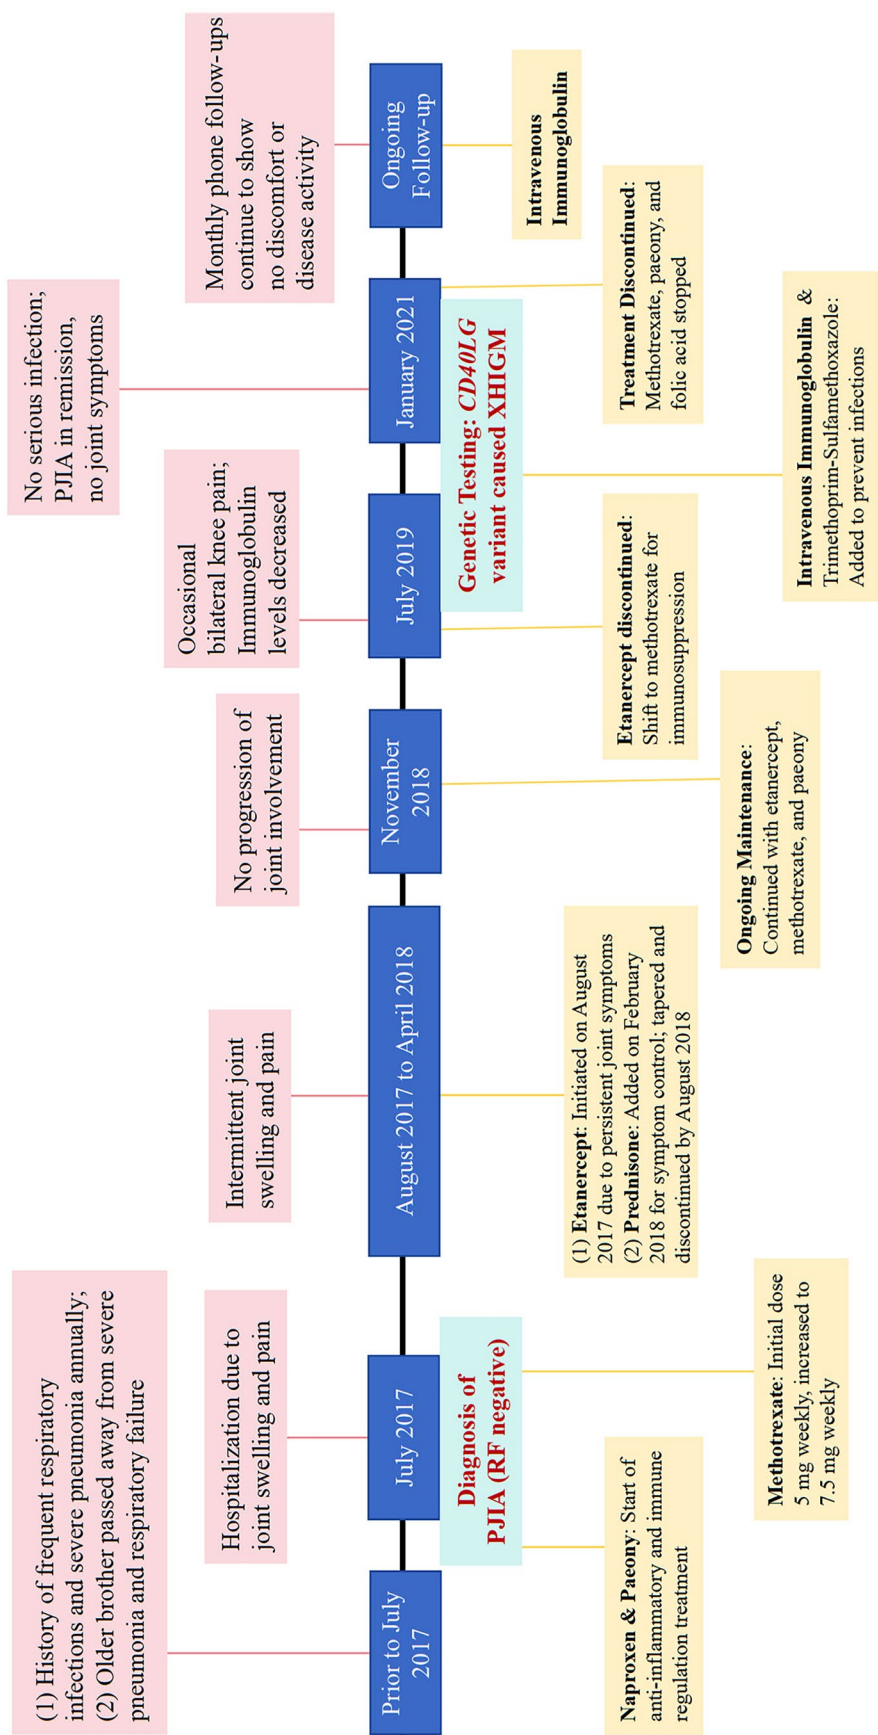 (1) History of frequent respiratory
infections and severe pneumonia annually;
(2) Older brother passed away from severe
pneumonia and respiratory failure
Prior to July
2017
Hospitalization due to
joint swelling and pain
July 2017
Diagnosis of
PJIA (RF negative)
Naproxen & Paeony: Start of
anti-inflammatory and immune
regulation treatment
Methotrexate: Initial dose
5 mg weekly, increased to
7.5 mg weekly
Intermittent joint
swelling and pain
August 2017 to April 2018
(1) Etanercept: Initiated on August
2017 due to persistent joint symptoms
(2) Prednisone: Added on February
2018 for symptom control; tapered and
discontinued by August 2018
No progression of
joint involvement
November
2018
Ongoing Maintenance:
Continued with etanercept,
methotrexate, and paeony
Occasional
bilateral knee pain;
Immunoglobulin
levels decreased
July 2019
Etanercept discontinued:
Shift to methotrexate for
immunosuppression
Genetic Testing: CD40LG
variant caused XHIGM
Intravenous Immunoglobulin &
Trimethoprim-Sulfamethoxazole:
Added to prevent infections
No serious infection;
PJIA in remission,
no joint symptoms
January 2021
Treatment Discontinued:
Methotrexate, paeony, and
folic acid stopped
Monthly phone follow-ups
continue to show
no discomfort or
disease activity
Ongoing
Follow-up
Intravenous
Immunoglobulin